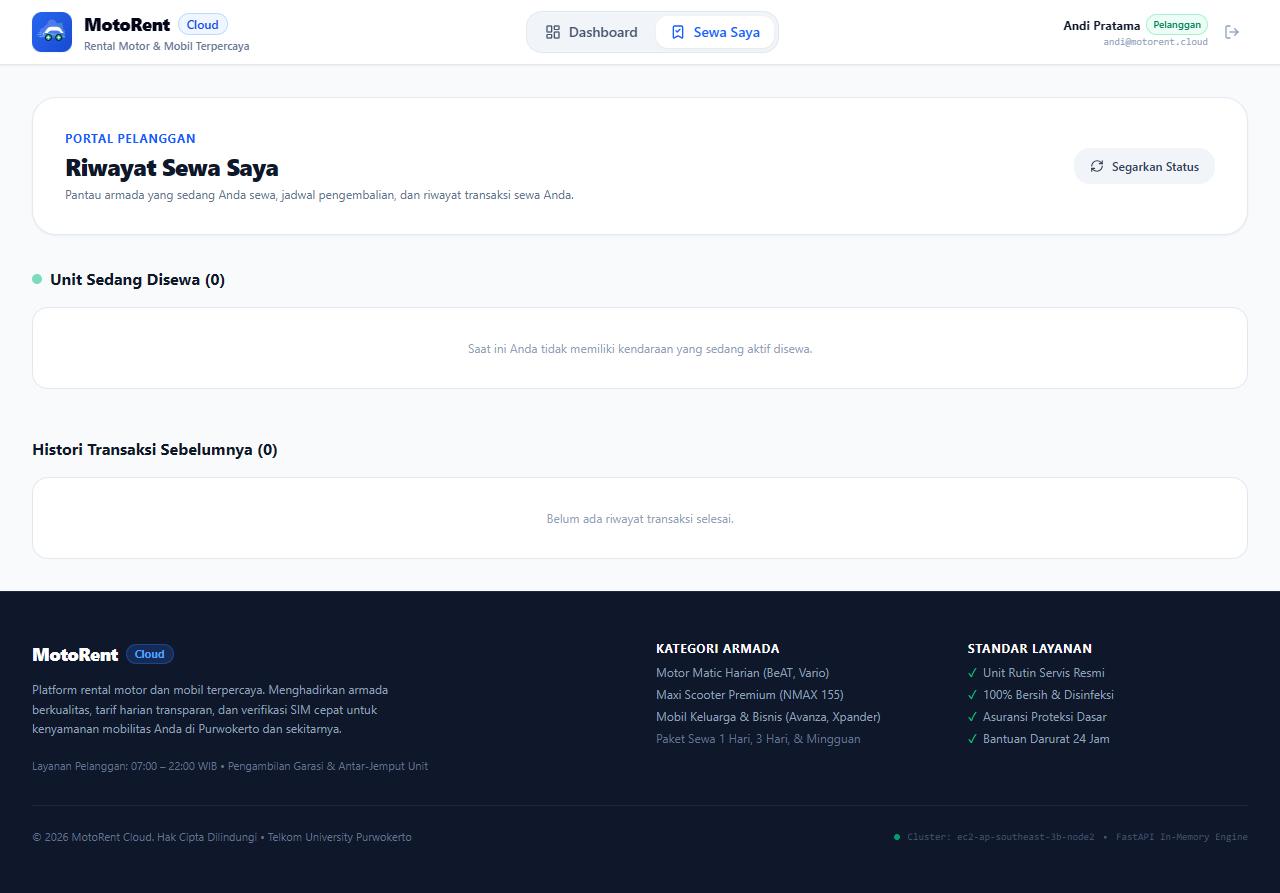 MotoRent Cloud
Rental Motor & Mobil Terpercaya
Dashboard
Sewa Saya
Andi Pratama Pelanggan
andi@motorent.cloud
PORTAL PELANGGAN
Riwayat Sewa Saya
Pantau armada yang sedang Anda sewa, jadwal pengembalian, dan riwayat transaksi sewa Anda.
Segarkan Status
Unit Sedang Disewa (0)
Saat ini Anda tidak memiliki kendaraan yang sedang aktif disewa.
Histori Transaksi Sebelumnya (0)
Belum ada riwayat transaksi selesai.
MotoRent Cloud
Platform rental motor dan mobil terpercaya. Menghadirkan armada
berkualitas, tarif harian transparan, dan verifikasi SIM cepat untuk
kenyamanan mobilitas Anda di Purwokerto dan sekitarnya.
Layanan Pelanggan: 07:00 – 22:00 WIB • Pengambilan Garasi & Antar-Jemput Unit
KATEGORI ARMADA
Motor Matic Harian (BeAT, Vario)
Maxi Scooter Premium (NMAX 155)
Mobil Keluarga & Bisnis (Avanza, Xpander)
Paket Sewa 1 Hari, 3 Hari, & Mingguan
STANDAR LAYANAN
✓ Unit Rutin Servis Resmi
✓ 100% Bersih & Disinfeksi
✓ Asuransi Proteksi Dasar
✓ Bantuan Darurat 24 Jam
© 2026 MotoRent Cloud. Hak Cipta Dilindungi • Telkom University Purwokerto
Cluster: ec2-ap-southeast-3b-node2 • FastAPI In-Memory Engine